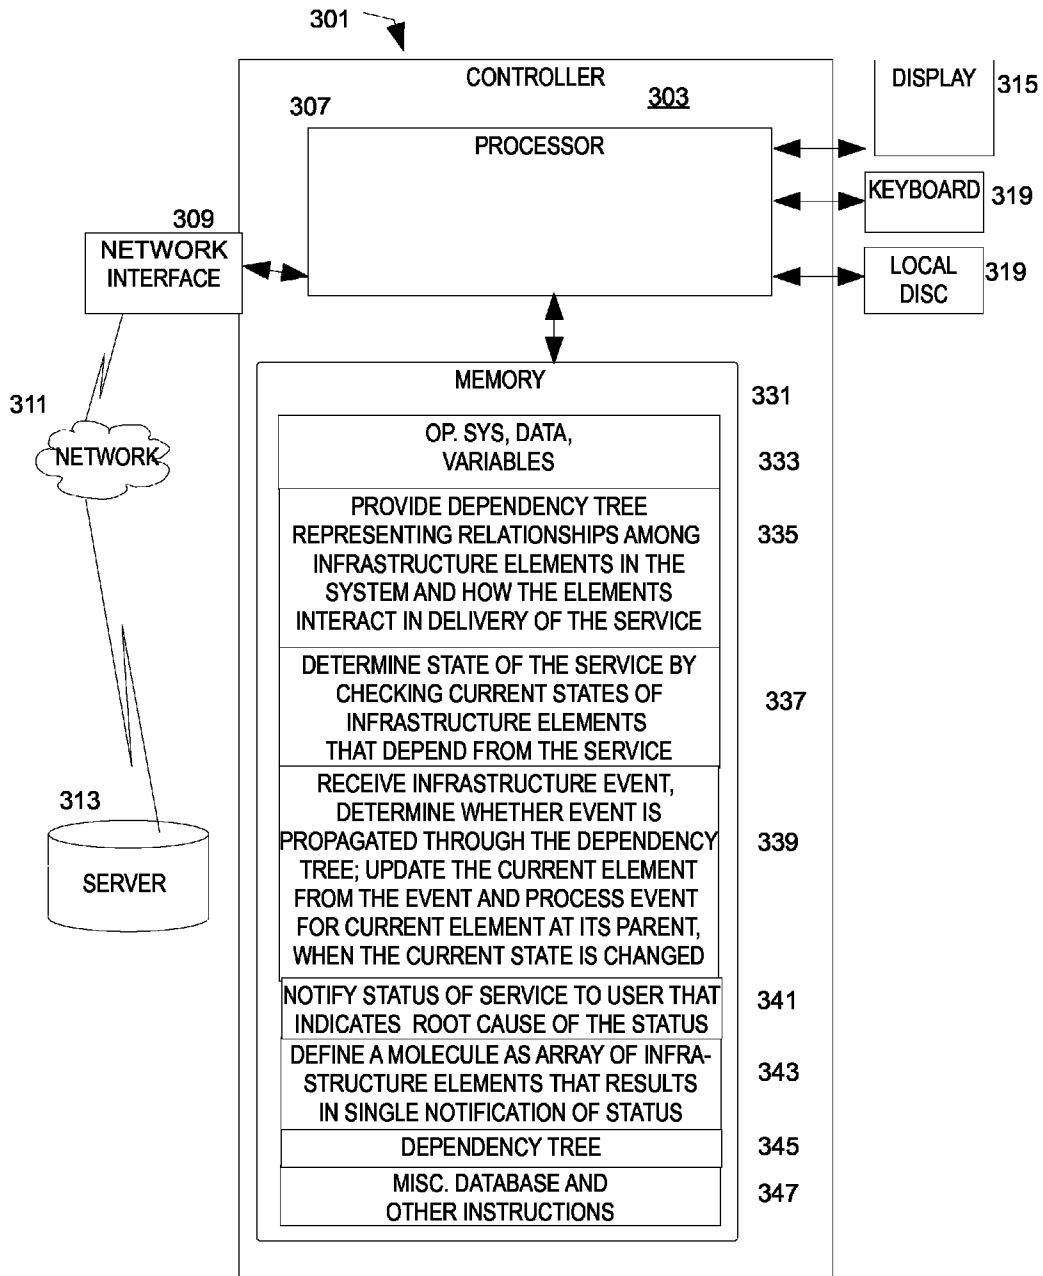 301
CONTROLLER
303
307
PROCESSOR
DISPLAY
315
KEYBOARD
319
LOCAL
DISC
319
309
NETWORK
INTERFACE
311
NETWORK
313
SERVER
MEMORY
331
OP. SYS, DATA,
VARIABLES
333
PROVIDE DEPENDENCY TREE
REPRESENTING RELATIONSHIPS AMONG
INFRASTRUCTURE ELEMENTS IN THE
SYSTEM AND HOW THE ELEMENTS
INTERACT IN DELIVERY OF THE SERVICE
335
DETERMINE STATE OF THE SERVICE BY
CHECKING CURRENT STATES OF
INFRASTRUCTURE ELEMENTS
THAT DEPEND FROM THE SERVICE
337
RECEIVE INFRASTRUCTURE EVENT,
DETERMINE WHETHER EVENT IS
PROPAGATED THROUGH THE DEPENDENCY
TREE; UPDATE THE CURRENT ELEMENT
FROM THE EVENT AND PROCESS EVENT
FOR CURRENT ELEMENT AT ITS PARENT,
WHEN THE CURRENT STATE IS CHANGED
339
NOTIFY STATUS OF SERVICE TO USER THAT
INDICATES ROOT CAUSE OF THE STATUS
341
DEFINE A MOLECULE AS ARRAY OF INFRA-
STRUCTURE ELEMENTS THAT RESULTS
IN SINGLE NOTIFICATION OF STATUS
343
DEPENDENCY TREE
345
MISC. DATABASE AND
OTHER INSTRUCTIONS
347